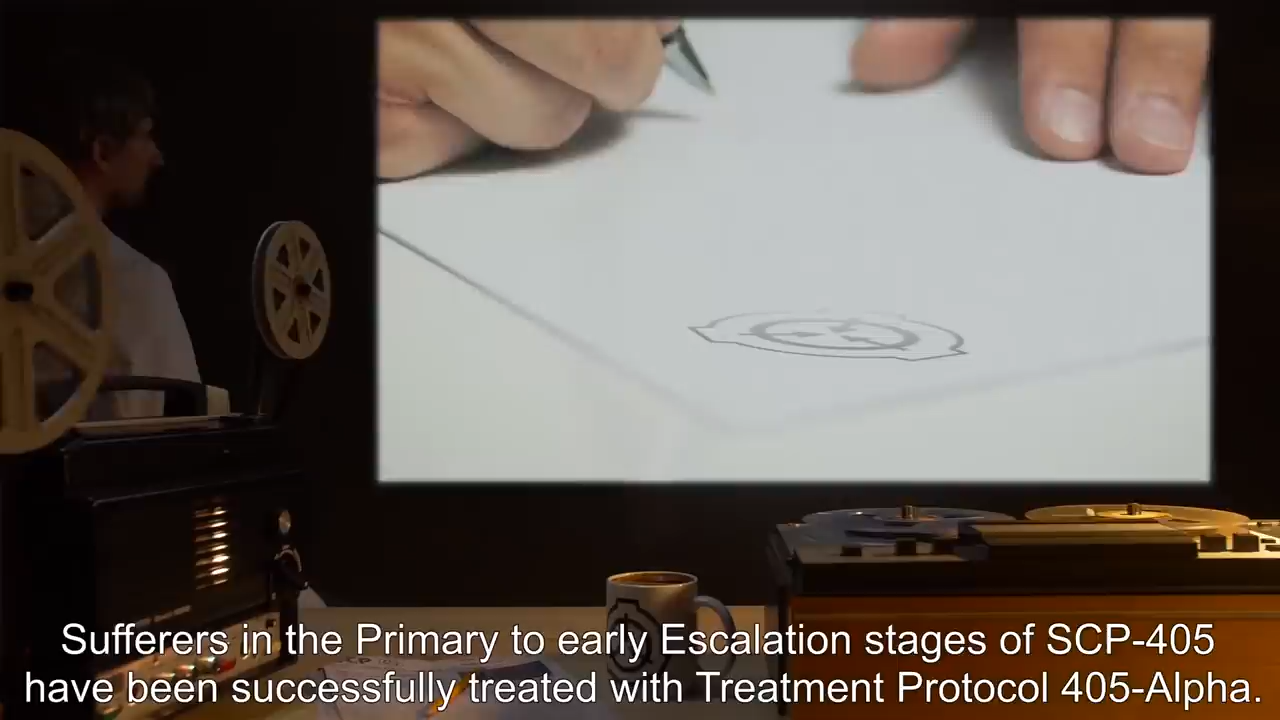 Sufferers in the Primary to early Escalation stages of SCP-405
have been successfully treated with Treatment Protocol 405-Alpha.